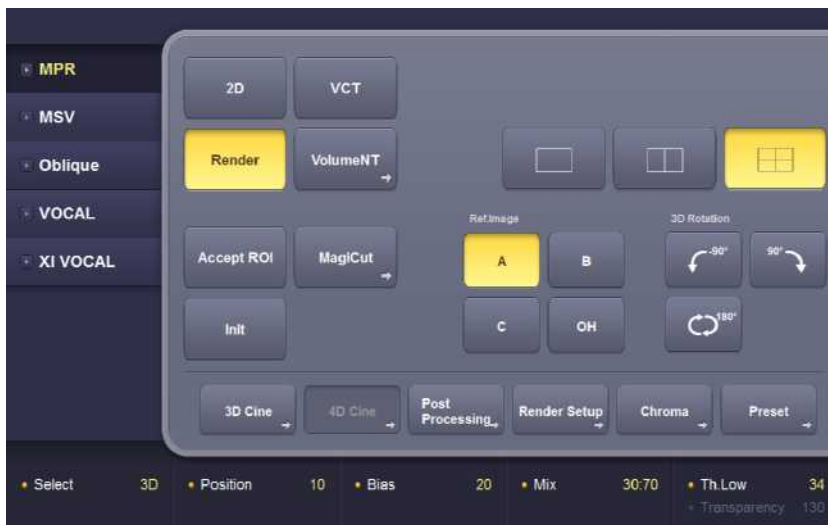 MPR
MSV
Oblique
VOCAL
XI VOCAL
2D
VCT
Render
VolumeNT
Accept ROI
MagiCut
Init
Ref.Image
A
B
C
OH
3D Rotation
-90°
90°
180°
3D Cine
4D Cine
Post
Processing
Render Setup
Chroma
Preset
Select 3D
Position 10
Bias 20
Mix 30:70
Th.Low 34
Transparency 130